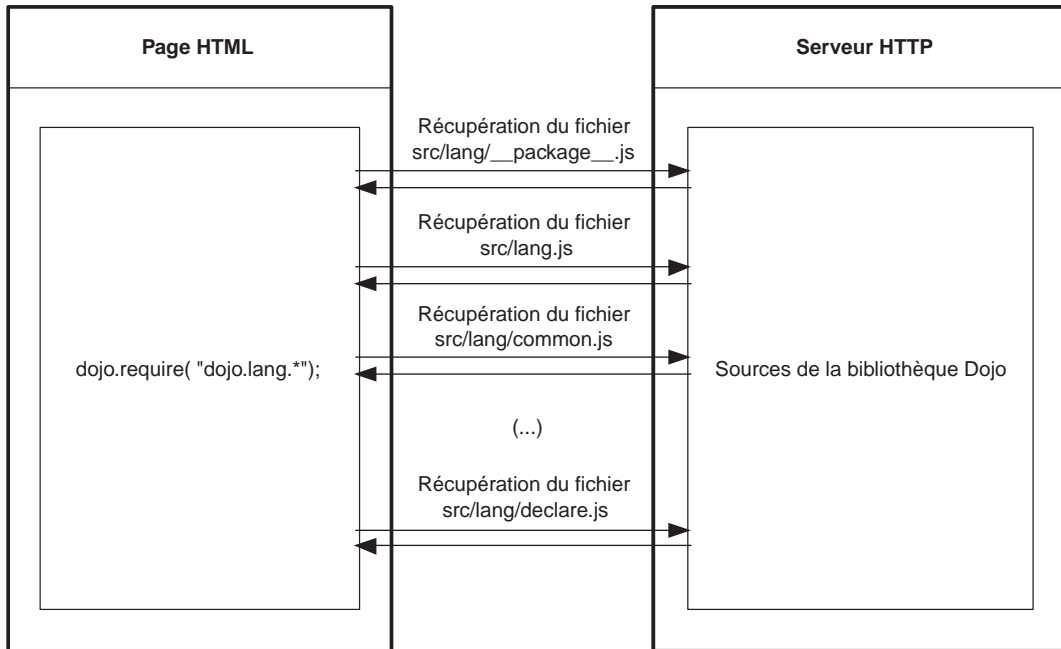 Page HTML
Serveur HTTP
Récupération du fichier
src/lang/__package__.js
Récupération du fichier
src/lang.js
Récupération du fichier
src/lang/common.js
dojo.require( "dojo.lang.*");
Sources de la bibliothèque Dojo
(...)
Récupération du fichier
src/lang/declare.js